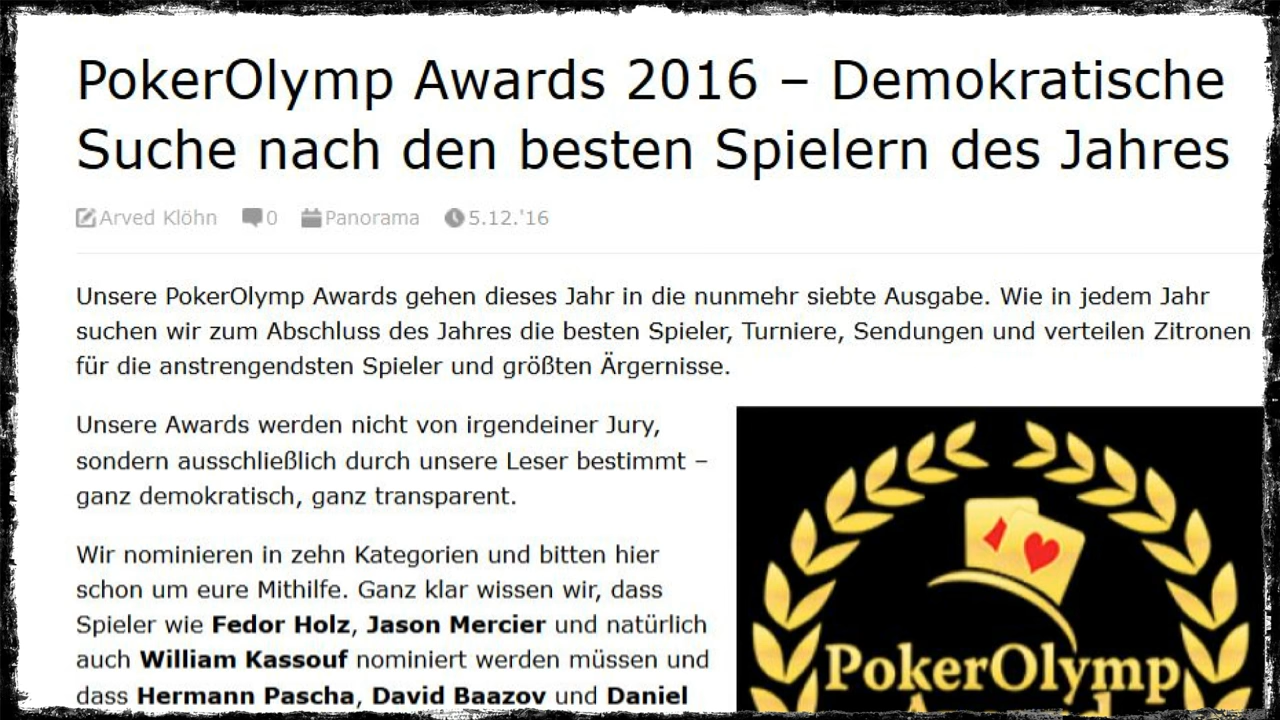 PokerOlymp Awards 2016 – Demokratische
Suche nach den besten Spielern des Jahres
Arved Klöhn 0 Panorama 5.12.'16
Unsere PokerOlymp Awards gehen dieses Jahr in die nunmehr siebte Ausgabe. Wie in jedem Jahr
suchen wir zum Abschluss des Jahres die besten Spieler, Turniere, Sendungen und verteilen Zitronen
für die anstrengendsten Spieler und größten Ärgernisse.
Unsere Awards werden nicht von irgendeiner Jury,
sondern ausschließlich durch unsere Leser bestimmt –
ganz demokratisch, ganz transparent.
Wir nominieren in zehn Kategorien und bitten hier
schon um eure Mithilfe. Ganz klar wissen wir, dass
Spieler wie Fedor Holz, Jason Mercier und natürlich
auch William Kassouf nominiert werden müssen und
dass Hermann Pascha, David Baazov und Daniel
PokerOlymp